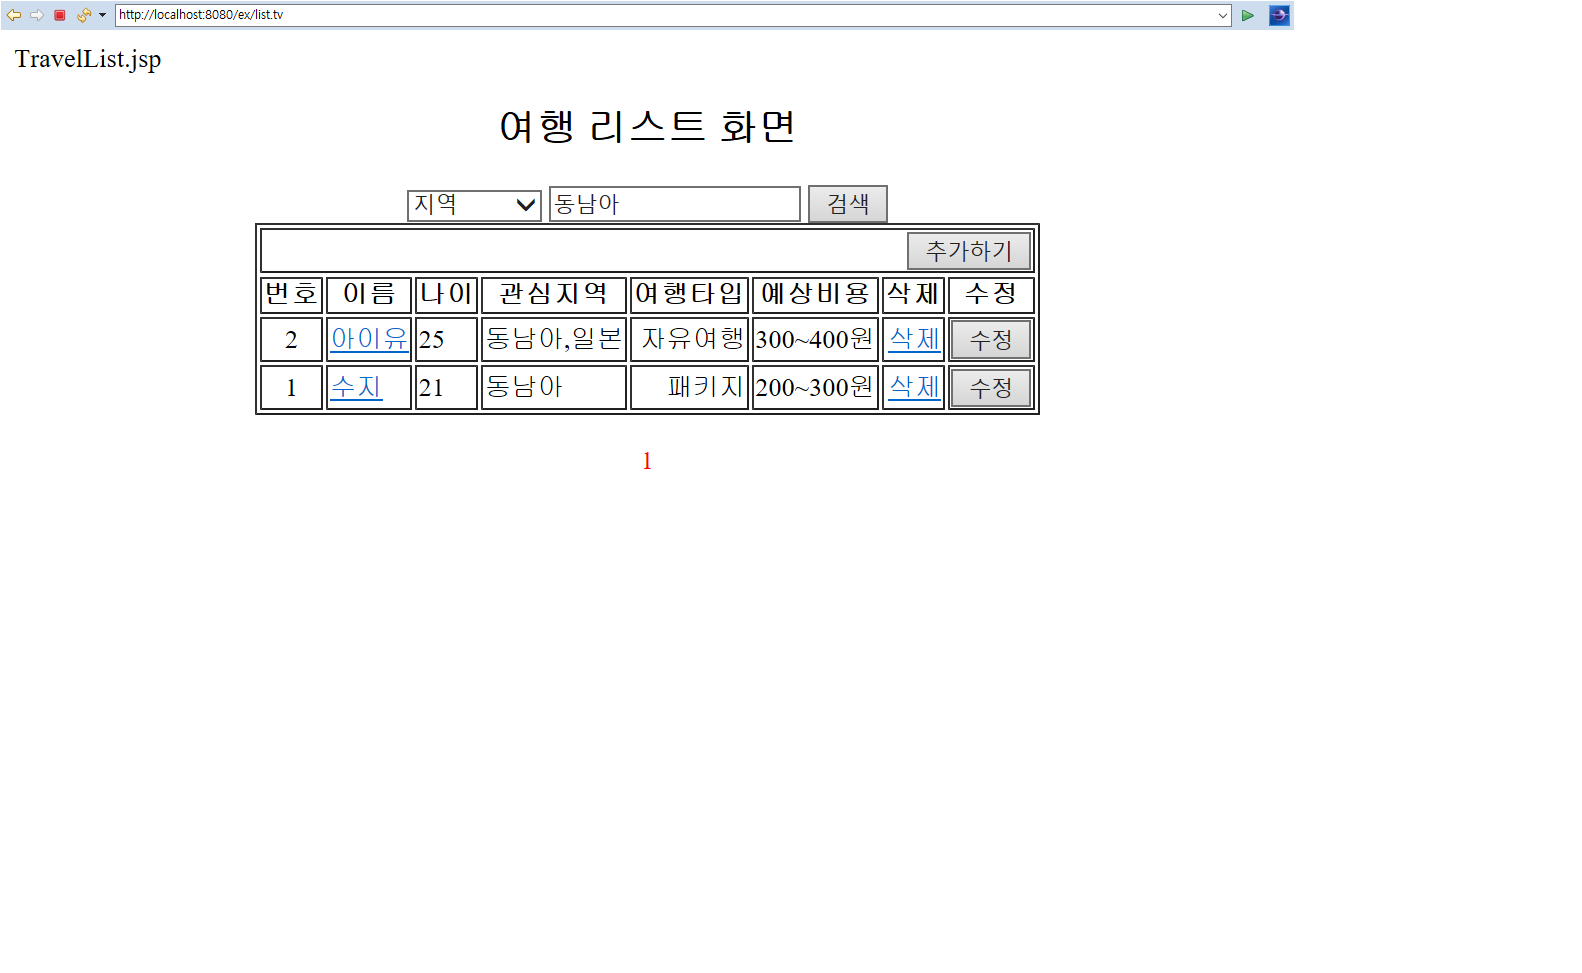 http://localhost:8080/ex/list.tv
TravelList.jsp
여행 리스트 화면
지역 동남아 검색
추가하기
번호 이름 나이 관심지역 여행타입 예상비용 삭제 수정
2 아이유 25 동남아,일본 자유여행 300~400원 삭제 수정
1 수지 21 동남아 패키지 200~300원 삭제 수정
1